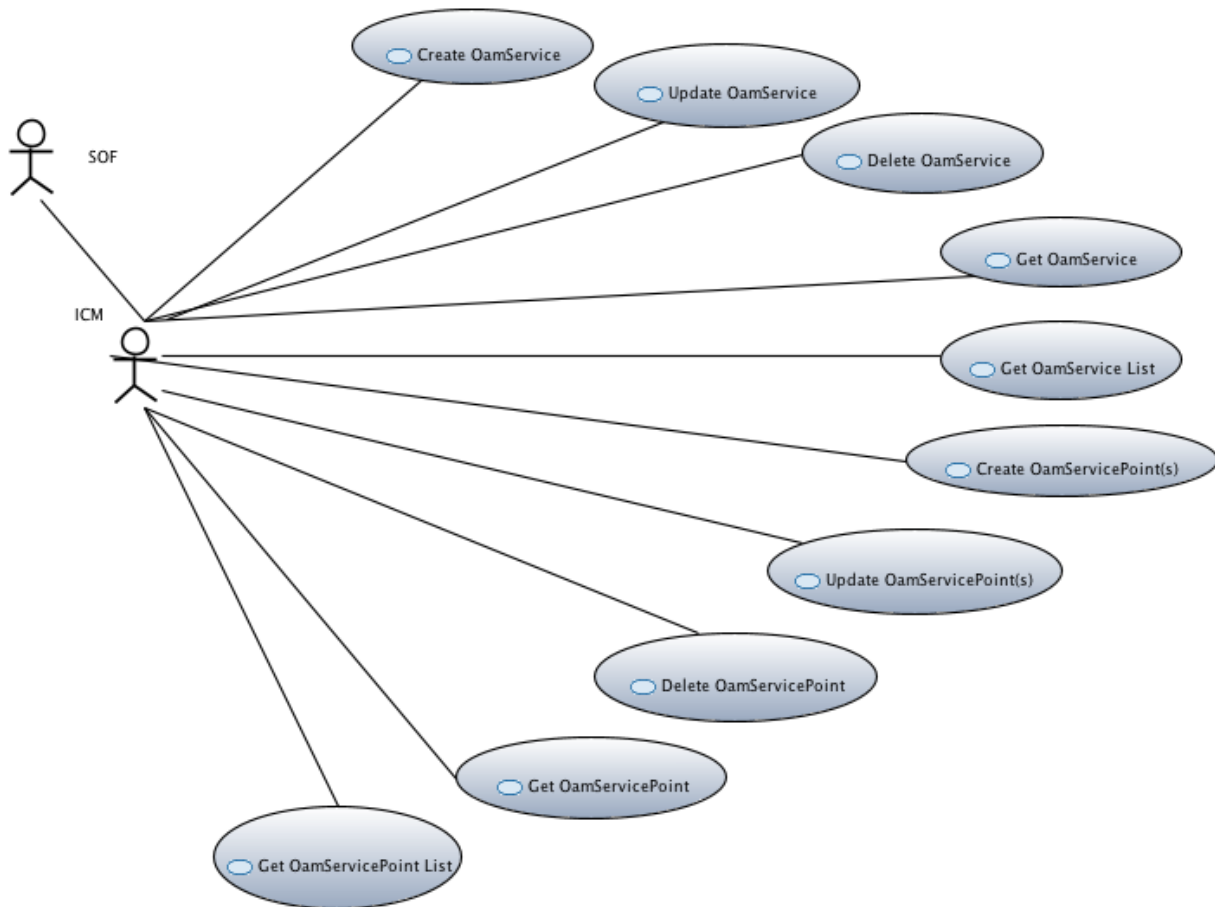 Create OamService
Update OamService
Delete OamService
SOF
Get OamService
ICM
Get OamService List
Create OamServicePoint(s)
Update OamServicePoint(s)
Delete OamServicePoint
Get OamServicePoint
Get OamServicePoint List